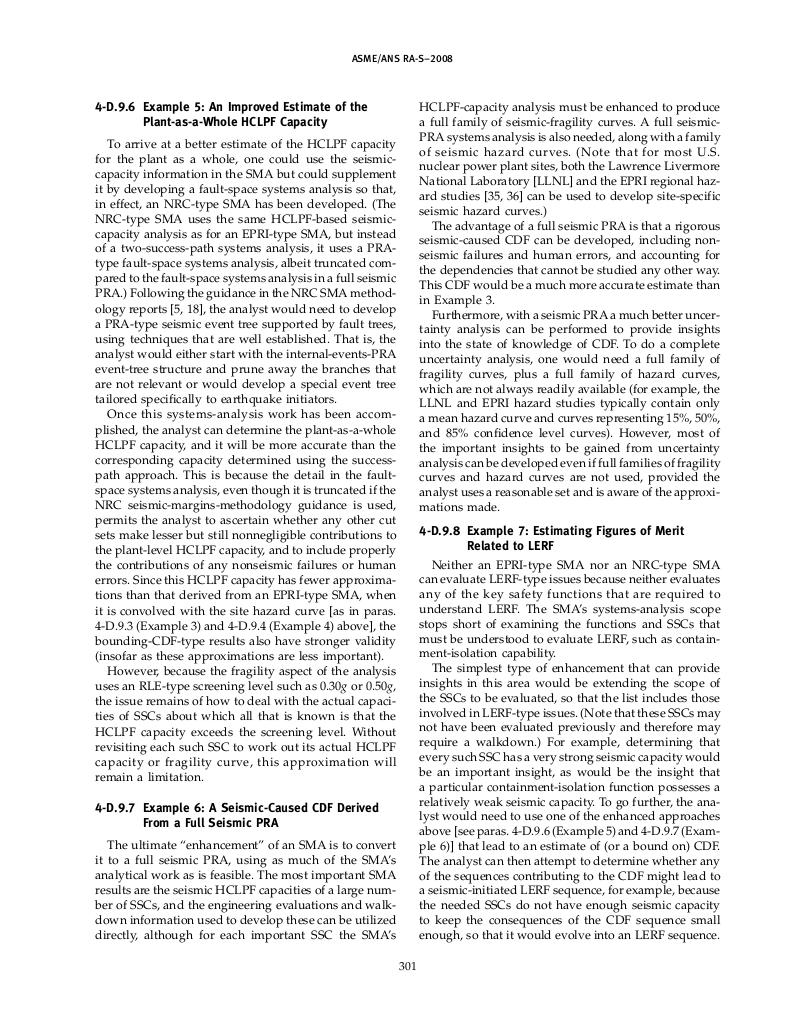 ASME/ANS RA-S–2008
4-D.9.6 Example 5: An Improved Estimate of the
Plant-as-a-Whole HCLPF Capacity
To arrive at a better estimate of the HCLPF capacity
for the plant as a whole, one could use the seismic-
capacity information in the SMA but could supplement
it by developing a fault-space systems analysis so that,
in effect, an NRC-type SMA has been developed. (The
NRC-type SMA uses the same HCLPF-based seismic-
capacity analysis as for an EPRI-type SMA, but instead
of a two-success-path systems analysis, it uses a PRA-
type fault-space systems analysis, albeit truncated com-
pared to the fault-space systems analysis in a full seismic
PRA.) Following the guidance in the NRC SMA method-
ology reports [5, 18], the analyst would need to develop
a PRA-type seismic event tree supported by fault trees,
using techniques that are well established. That is, the
analyst would either start with the internal-events-PRA
event-tree structure and prune away the branches that
are not relevant or would develop a special event tree
tailored specifically to earthquake initiators.
Once this systems-analysis work has been accom-
plished, the analyst can determine the plant-as-a-whole
HCLPF capacity, and it will be more accurate than the
corresponding capacity determined using the success-
path approach. This is because the detail in the fault-
space systems analysis, even though it is truncated if the
NRC seismic-margins-methodology guidance is used,
permits the analyst to ascertain whether any other cut
sets make lesser but still nonnegligible contributions to
the plant-level HCLPF capacity, and to include properly
the contributions of any nonseismic failures or human
errors. Since this HCLPF capacity has fewer approxima-
tions than that derived from an EPRI-type SMA, when
it is convolved with the site hazard curve [as in paras.
4-D.9.3 (Example 3) and 4-D.9.4 (Example 4) above], the
bounding-CDF-type results also have stronger validity
(insofar as these approximations are less important).
However, because the fragility aspect of the analysis
uses an RLE-type screening level such as 0.30g or 0.50g,
the issue remains of how to deal with the actual capaci-
ties of SSCs about which all that is known is that the
HCLPF capacity exceeds the screening level. Without
revisiting each such SSC to work out its actual HCLPF
capacity or fragility curve, this approximation will
remain a limitation.
4-D.9.7 Example 6: A Seismic-Caused CDF Derived
From a Full Seismic PRA
The ultimate “enhancement” of an SMA is to convert
it to a full seismic PRA, using as much of the SMA’s
analytical work as is feasible. The most important SMA
results are the seismic HCLPF capacities of a large num-
ber of SSCs, and the engineering evaluations and walk-
down information used to develop these can be utilized
directly, although for each important SSC the SMA’s
HCLPF-capacity analysis must be enhanced to produce
a full family of seismic-fragility curves. A full seismic-
PRA systems analysis is also needed, along with a family
of seismic hazard curves. (Note that for most U.S.
nuclear power plant sites, both the Lawrence Livermore
National Laboratory [LLNL] and the EPRI regional haz-
ard studies [35, 36] can be used to develop site-specific
seismic hazard curves.)
The advantage of a full seismic PRA is that a rigorous
seismic-caused CDF can be developed, including non-
seismic failures and human errors, and accounting for
the dependencies that cannot be studied any other way.
This CDF would be a much more accurate estimate than
in Example 3.
Furthermore, with a seismic PRA a much better uncer-
tainty analysis can be performed to provide insights
into the state of knowledge of CDF. To do a complete
uncertainty analysis, one would need a full family of
fragility curves, plus a full family of hazard curves,
which are not always readily available (for example, the
LLNL and EPRI hazard studies typically contain only
a mean hazard curve and curves representing 15%, 50%,
and 85% confidence level curves). However, most of
the important insights to be gained from uncertainty
analysis can be developed even if full families of fragility
curves and hazard curves are not used, provided the
analyst uses a reasonable set and is aware of the approxi-
mations made.
4-D.9.8 Example 7: Estimating Figures of Merit
Related to LERF
Neither an EPRI-type SMA nor an NRC-type SMA
can evaluate LERF-type issues because neither evaluates
any of the key safety functions that are required to
understand LERF. The SMA’s systems-analysis scope
stops short of examining the functions and SSCs that
must be understood to evaluate LERF, such as contain-
ment-isolation capability.
The simplest type of enhancement that can provide
insights in this area would be extending the scope of
the SSCs to be evaluated, so that the list includes those
involved in LERF-type issues. (Note that these SSCs may
not have been evaluated previously and therefore may
require a walkdown.) For example, determining that
every such SSC has a very strong seismic capacity would
be an important insight, as would be the insight that
a particular containment-isolation function possesses a
relatively weak seismic capacity. To go further, the ana-
lyst would need to use one of the enhanced approaches
above [see paras. 4-D.9.6 (Example 5) and 4-D.9.7 (Exam-
ple 6)] that lead to an estimate of (or a bound on) CDF.
The analyst can then attempt to determine whether any
of the sequences contributing to the CDF might lead to
a seismic-initiated LERF sequence, for example, because
the needed SSCs do not have enough seismic capacity
to keep the consequences of the CDF sequence small
enough, so that it would evolve into an LERF sequence.
301